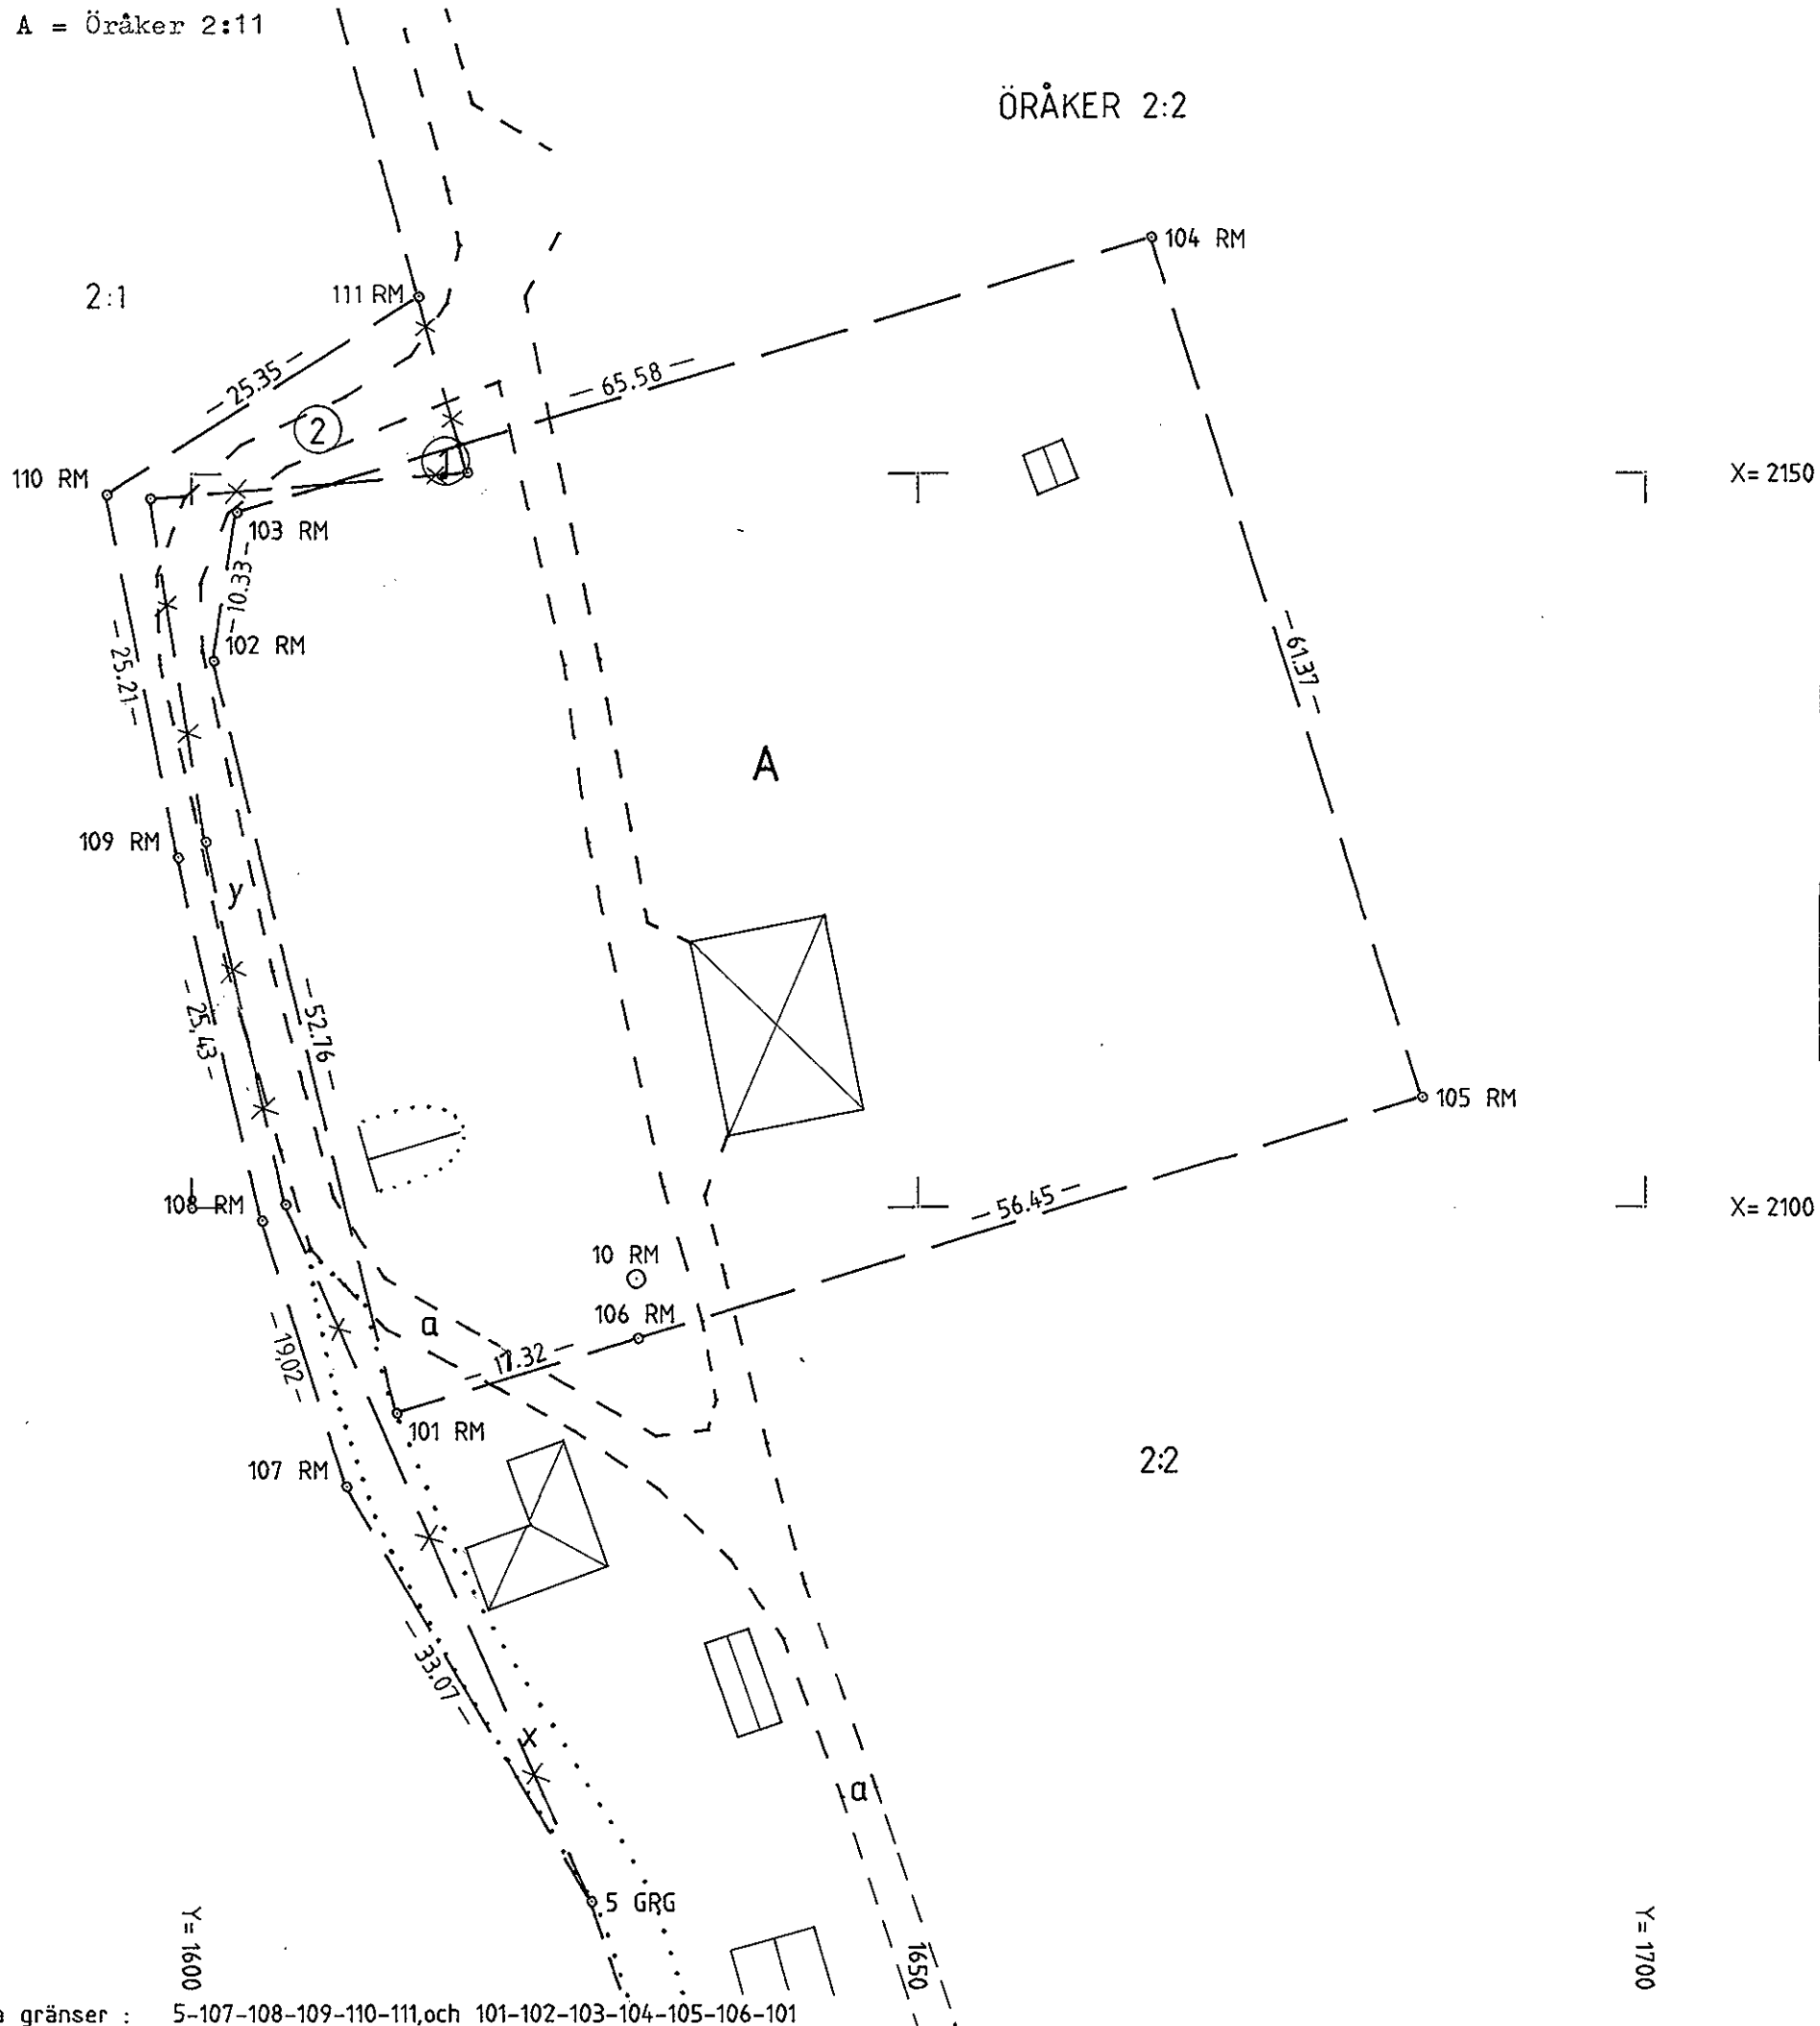 A = Öråker 2:11
ÖRÅKER 2:2
104 RM
2:1
111 RM
25.35
65.58
2
1
110 RM
X= 2150
103 RM
10.33
102 RM
25.21
61.37
A
109 RM
y
25,43
52.76
105 RM
108 RM
56.45
X= 2100
10 RM
106 RM
a
19,02
17.32
101 RM
2:2
107 RM
33.07
x
a
5 GRG
Y= 1600
1650
Y= 1700
gränser : 5-107-108-109-110-111,och 101-102-103-104-105-106-101